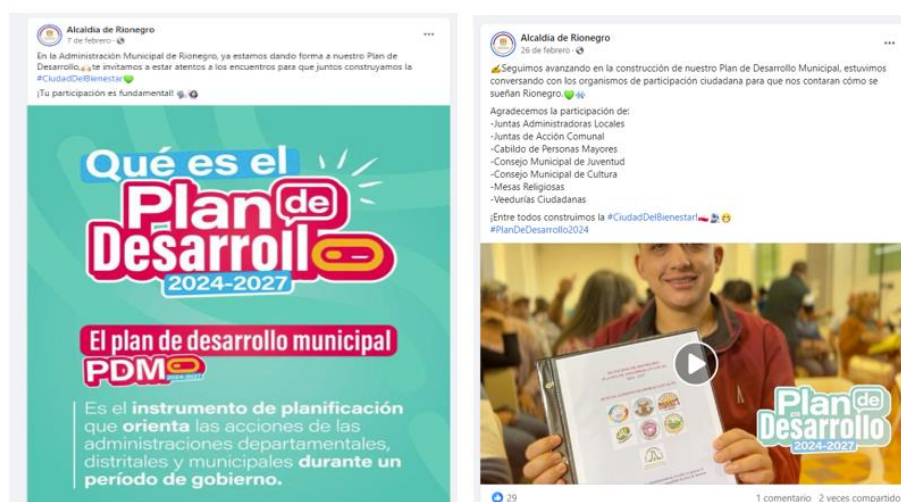 Alcaldía de Rionegro
7 de febrero
En la Administración Municipal de Rionegro, ya estamos dando forma a nuestro Plan de
Desarrollo, te invitamos a estar atentos a los encuentros para que juntos construyamos la
#CiudadDelBienestar
¡Tu participación es fundamental!
Qué es el
Plan de
Desarrollo
2024-2027
El plan de desarrollo municipal
PDM
2024-2027
Es el instrumento de planificación
que orienta las acciones de las
administraciones departamentales,
distritales y municipales durante un
período de gobierno.
Alcaldía de Rionegro
26 de febrero
Seguimos avanzando en la construcción de nuestro Plan de Desarrollo Municipal, estuvimos
conversando con los organismos de participación ciudadana para que nos contaran cómo se
sueñan Rionegro.
Agradecemos la participación de:
-Juntas Administradoras Locales
-Juntas de Acción Comunal
-Cabildo de Personas Mayores
-Consejo Municipal de Juventud
-Consejo Municipal de Cultura
-Mesas Religiosas
-Veedurías Ciudadanas
¡Entre todos construimos la #CiudadDelBienestar!
#PlanDeDesarrollo2024
Plan de
Desarrollo
2024-2027
29
1 comentario 2 veces compartido